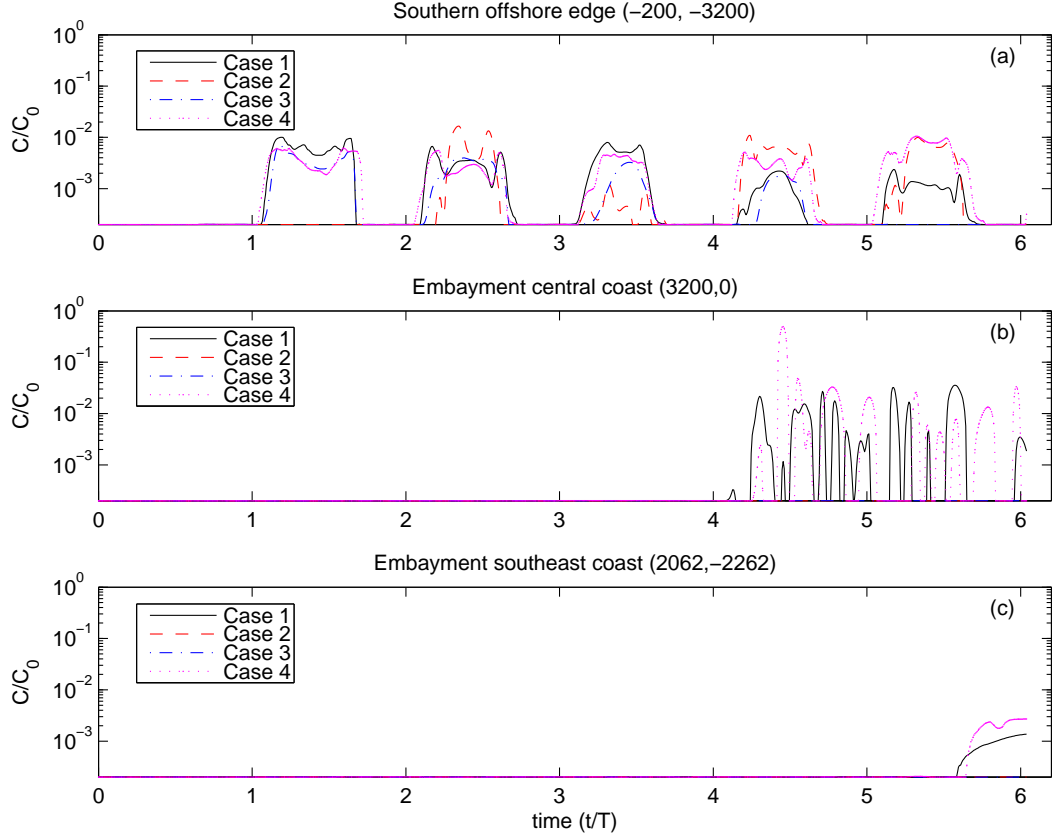 Southern offshore edge (−200, −3200)
(a)
C/C0
10^0
10^−1
10^−2
10^−3
Case 1
Case 2
Case 3
Case 4
0 1 2 3 4 5 6
Embayment central coast (3200,0)
(b)
C/C0
10^0
10^−1
10^−2
10^−3
Case 1
Case 2
Case 3
Case 4
0 1 2 3 4 5 6
Embayment southeast coast (2062,−2262)
(c)
C/C0
10^0
10^−1
10^−2
10^−3
Case 1
Case 2
Case 3
Case 4
0 1 2 3 4 5 6
time (t/T)